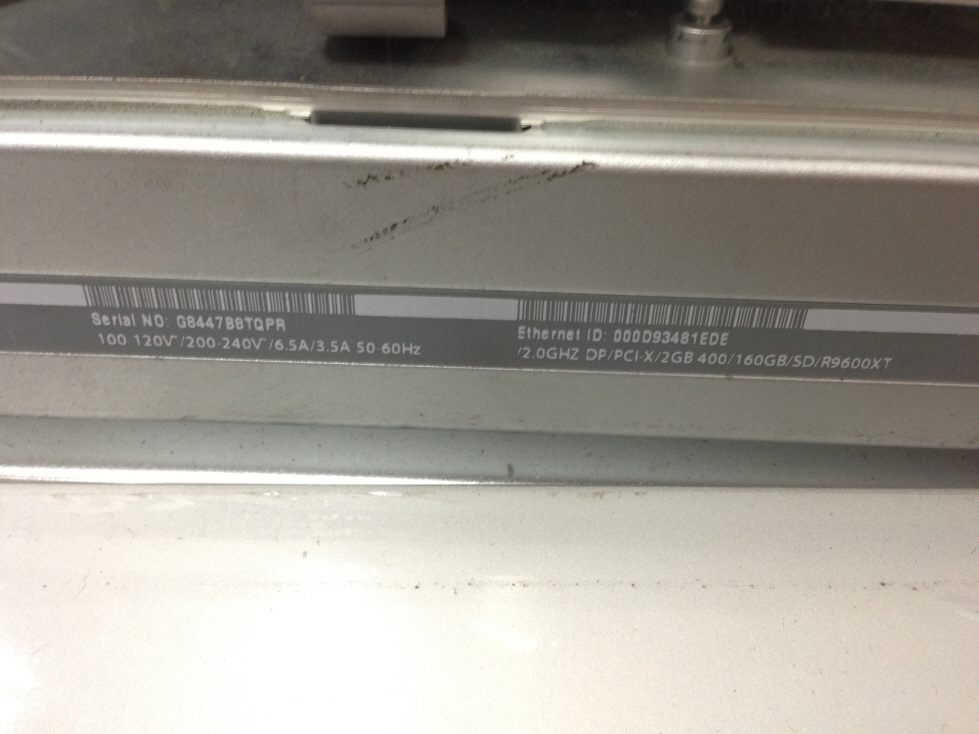 Serial NO: G8447B8TQPR
100 120V~/200-240V~/6.5A/3.5A 50-60Hz
Ethernet ID: 000D93481EDE
/2.0GHZ DP/PCI-X/2GB 400/160GB/SD/R9600XT